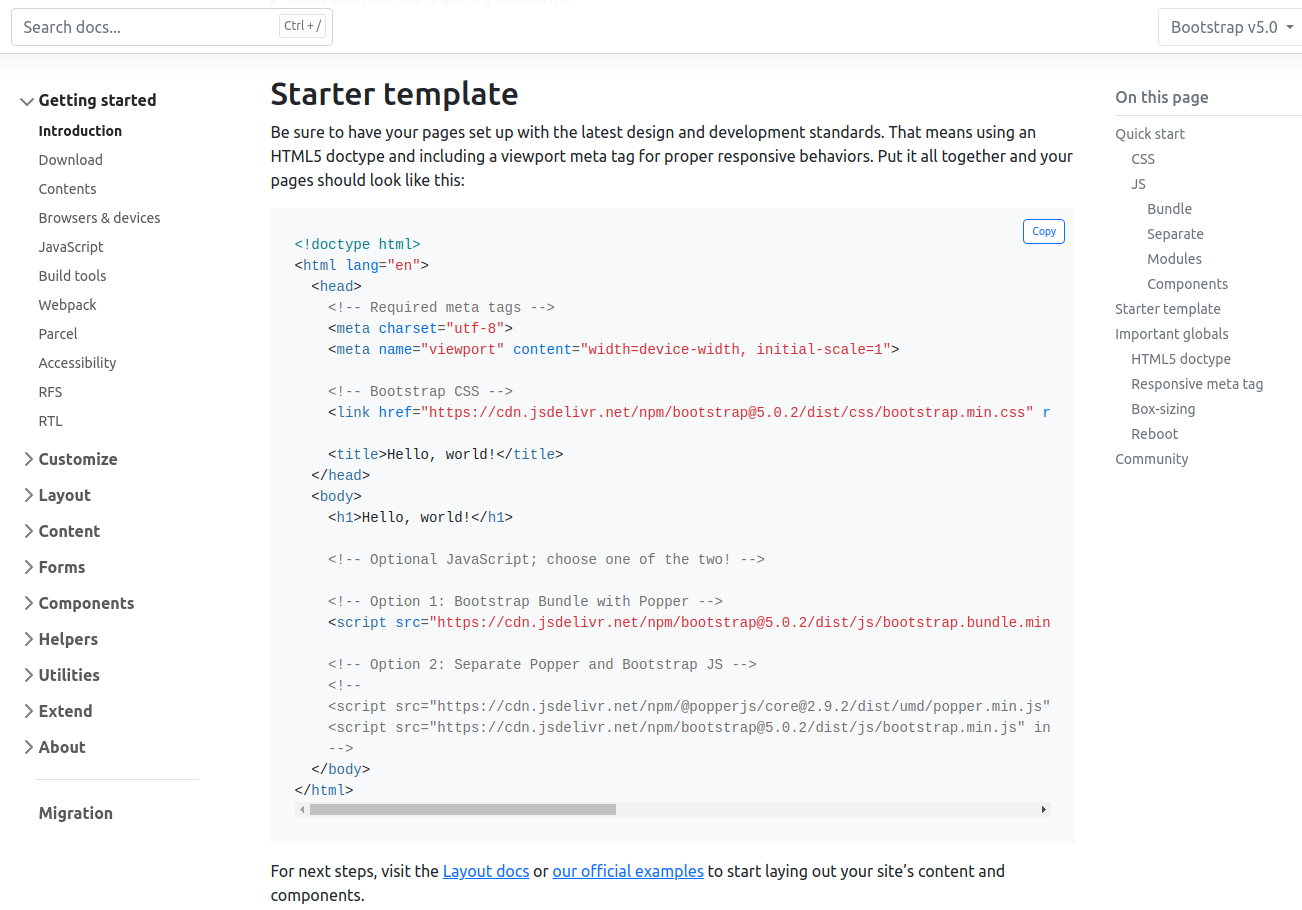 Search docs...
Ctrl + /
Bootstrap v5.0
Getting started
Introduction
Download
Contents
Browsers & devices
JavaScript
Build tools
Webpack
Parcel
Accessibility
RFS
RTL
Customize
Layout
Content
Forms
Components
Helpers
Utilities
Extend
About
Migration
Starter template
Be sure to have your pages set up with the latest design and development standards. That means using an
HTML5 doctype and including a viewport meta tag for proper responsive behaviors. Put it all together and your
pages should look like this:
Copy
<!doctype html>
<html lang="en">
  <head>
    <!-- Required meta tags -->
    <meta charset="utf-8">
    <meta name="viewport" content="width=device-width, initial-scale=1">
    <!-- Bootstrap CSS -->
    <link href="https://cdn.jsdelivr.net/npm/bootstrap@5.0.2/dist/css/bootstrap.min.css" r
    <title>Hello, world!</title>
  </head>
  <body>
    <h1>Hello, world!</h1>
    <!-- Optional JavaScript; choose one of the two! -->
    <!-- Option 1: Bootstrap Bundle with Popper -->
    <script src="https://cdn.jsdelivr.net/npm/bootstrap@5.0.2/dist/js/bootstrap.bundle.min
    <!-- Option 2: Separate Popper and Bootstrap JS -->
    <!--
    <script src="https://cdn.jsdelivr.net/npm/@popperjs/core@2.9.2/dist/umd/popper.min.js"
    <script src="https://cdn.jsdelivr.net/npm/bootstrap@5.0.2/dist/js/bootstrap.min.js" in
    -->
  </body>
</html>
For next steps, visit the Layout docs or our official examples to start laying out your site’s content and
components.
On this page
Quick start
CSS
JS
Bundle
Separate
Modules
Components
Starter template
Important globals
HTML5 doctype
Responsive meta tag
Box-sizing
Reboot
Community